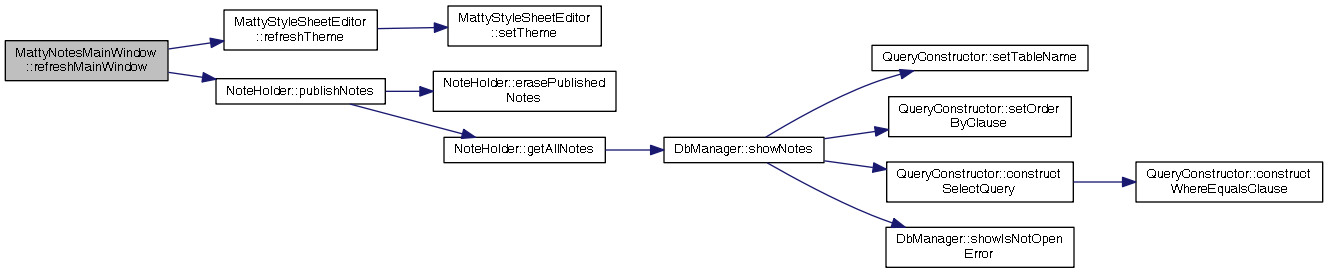 MattyNotesMainWindow
::refreshMainWindow
MattyStyleSheetEditor
::refreshTheme
MattyStyleSheetEditor
::setTheme
NoteHolder::publishNotes
NoteHolder::erasePublished
Notes
NoteHolder::getAllNotes
DbManager::showNotes
QueryConstructor::setTableName
QueryConstructor::setOrder
ByClause
QueryConstructor::construct
SelectQuery
QueryConstructor::construct
WhereEqualsClause
DbManager::showIsNotOpen
Error